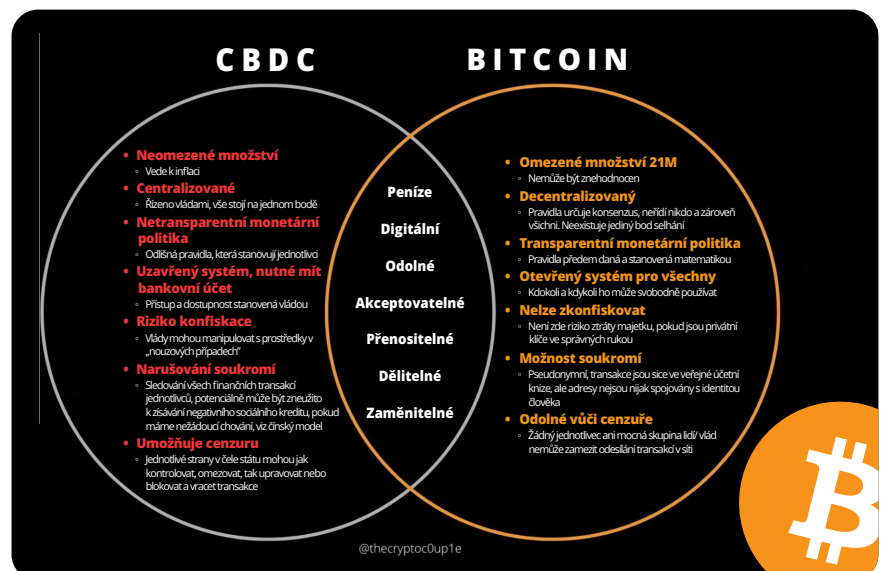 CBDC
BITCOIN
• Neomezené množství
◦ Vede k inflaci
• Centralizované
◦ Řízeno vládami, vše stojí na jednom bodě
• Netransparentní monetární
politika
◦ Odlišná pravidla, která stanovují jednotlivci
• Uzavřený systém, nutné mít
bankovní účet
◦ Přístup a dostupnost stanovená vládou
• Riziko konfiskace
◦ Vlády mohou manipulovat s prostředky v
„nouzových případech"
• Narušování soukromí
◦ Sledování všech finančních transakcí
jednotlivců, potenciálně může být zneužito
k zísávání negativního sociálního kreditu, pokud
máme nežádoucí chování, viz čínský model
• Umožňuje cenzuru
◦ Jednotlivé strany v čele státu mohou jak
kontrolovat, omezovat, tak upravovat nebo
blokovat a vracet transakce
Peníze
Digitální
Odolné
Akceptovatelné
Přenositelné
Dělitelné
Zaměnitelné
• Omezené množství 21M
◦ Nemůže být znehodnocen
• Decentralizovaný
◦ Pravidla určuje konsenzus, neřídí nikdo a zároveň
všichni. Neexistuje jediný bod selhání
• Transparentní monetární politika
◦ Pravidla předem daná a stanovená matematikou
• Otevřený systém pro všechny
◦ Kdokoli a kdykoli ho může svobodně používat
• Nelze zkonfiskovat
◦ Není zde riziko ztráty majetku, pokud jsou privátní
klíče ve správných rukou
• Možnost soukromí
◦ Pseudonymní, transakce jsou sice ve veřejné účetní
knize, ale adresy nejsou nijak spojovány s identitou
člověka
• Odolné vůči cenzuře
◦ Žádný jednotlivec ani mocná skupina lidí/ vlád
nemůže zamezit odesílání transakcí v síti
@thecryptoc0up1e